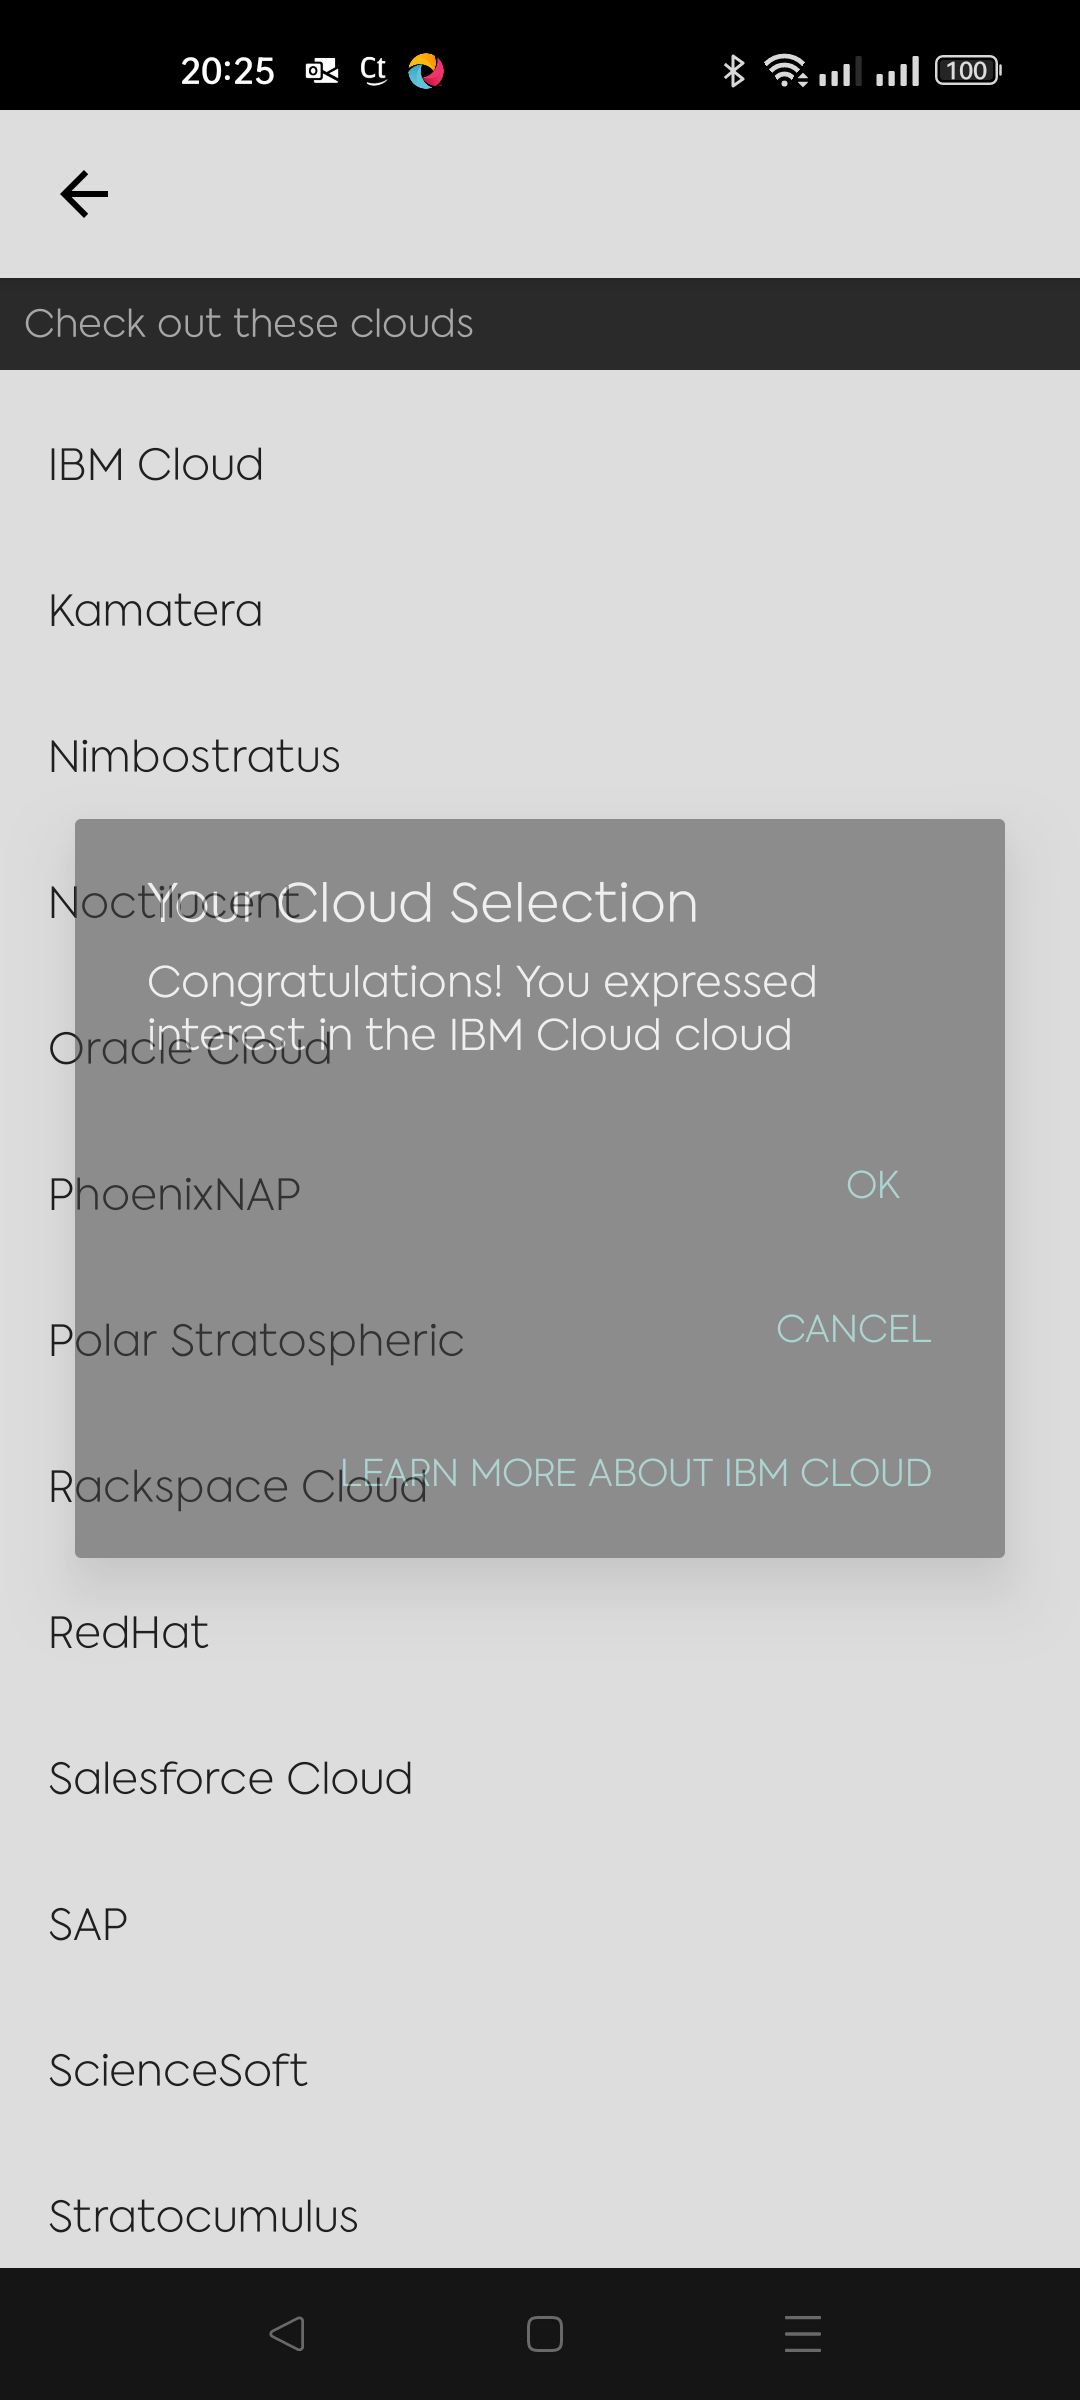 20:25 Ct 100
Check out these clouds
IBM Cloud
Kamatera
Nimbostratus
Noctilucent
Your Cloud Selection
Congratulations! You expressed
interest in the IBM Cloud cloud
Oracle Cloud
PhoenixNAP
OK
Polar Stratospheric
CANCEL
Rackspace Cloud
LEARN MORE ABOUT IBM CLOUD
RedHat
Salesforce Cloud
SAP
ScienceSoft
Stratocumulus